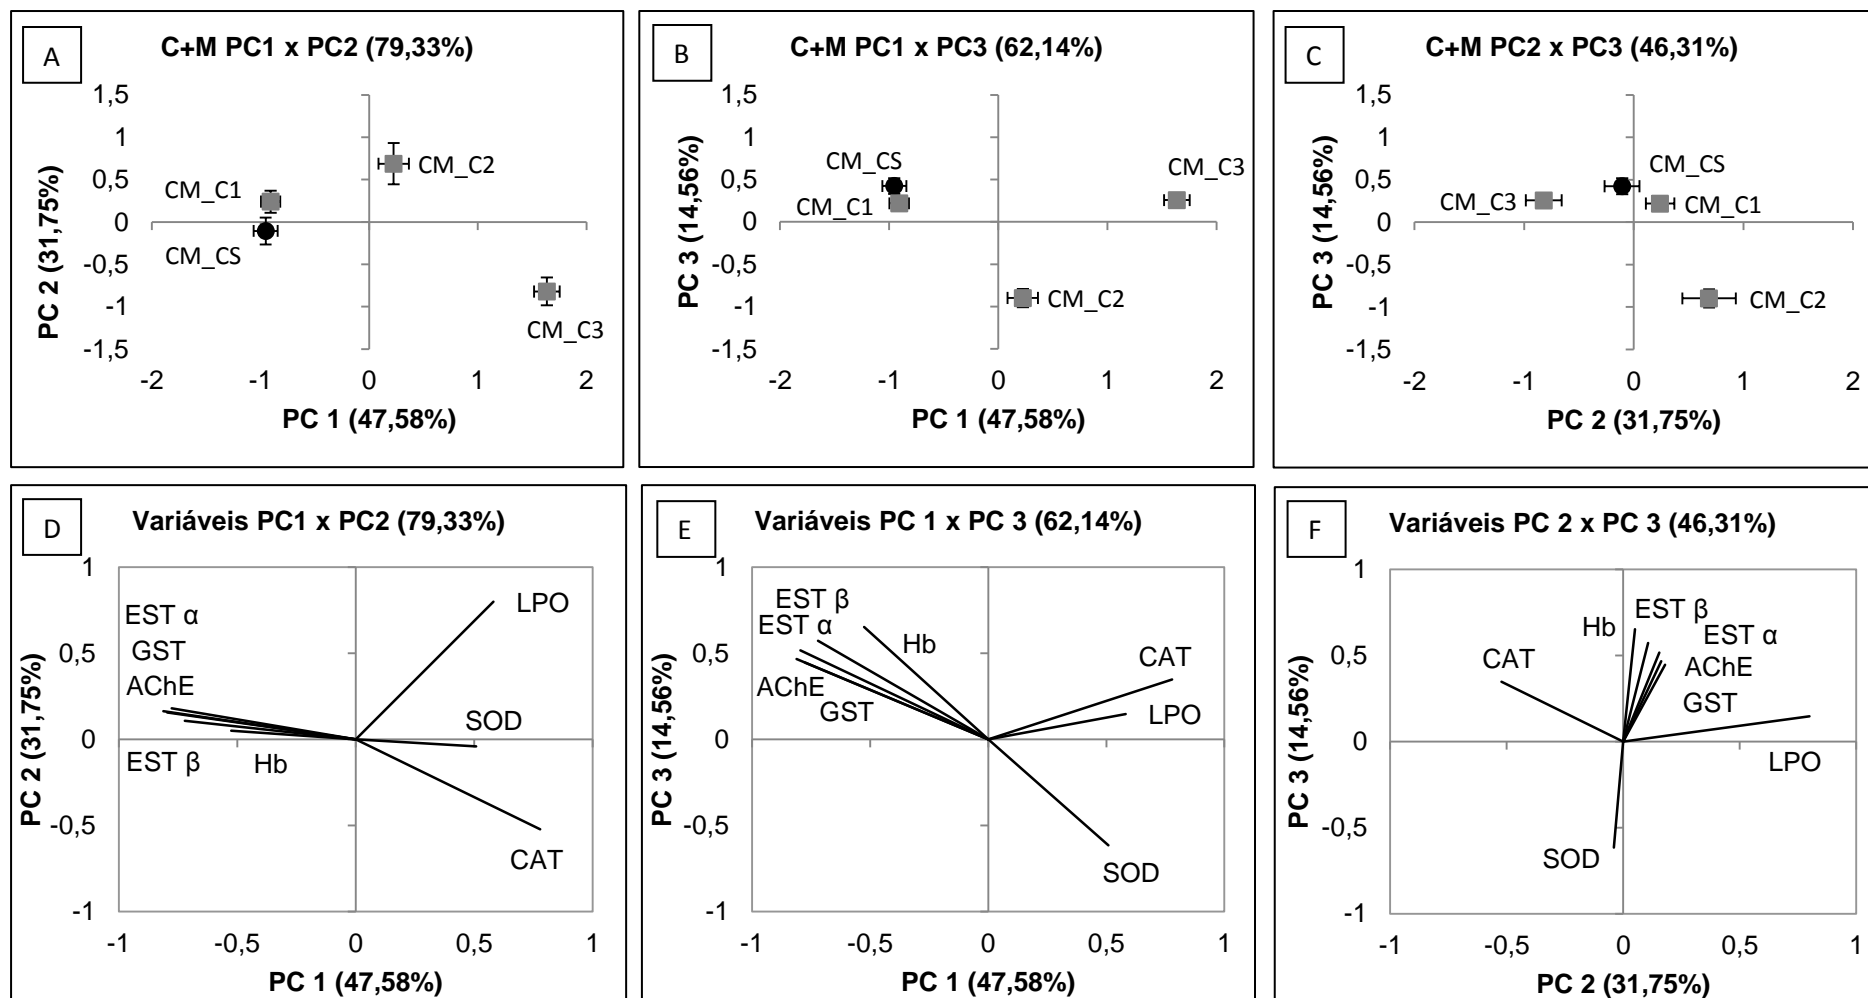 A
C+M PC1 x PC2 (79,33%)
1,5
1
0,5
0
-0,5
-1
-1,5
-2
-1
0
1
2
PC 2 (31,75%)
PC 1 (47,58%)
CM_C1
CM_CS
CM_C2
CM_C3
B
C+M PC1 x PC3 (62,14%)
1,5
1
0,5
0
-0,5
-1
-1,5
-2
-1
0
1
2
PC 3 (14,56%)
PC 1 (47,58%)
CM_CS
CM_C1
CM_C3
CM_C2
C
C+M PC2 x PC3 (46,31%)
1,5
1
0,5
0
-0,5
-1
-1,5
-2
-1
0
1
2
PC 3 (14,56%)
PC 2 (31,75%)
CM_CS
CM_C3
CM_C1
CM_C2
D
Variáveis PC1 x PC2 (79,33%)
1
0,5
0
-0,5
-1
-1
-0,5
0
0,5
1
PC 2 (31,75%)
PC 1 (47,58%)
EST α
GST
AChE
EST β
Hb
LPO
SOD
CAT
E
Variáveis PC 1 x PC 3 (62,14%)
1
0,5
0
-0,5
-1
-1
-0,5
0
0,5
1
PC 3 (14,56%)
PC 1 (47,58%)
EST β
EST α
Hb
AChE
GST
CAT
LPO
SOD
F
Variáveis PC 2 x PC 3 (46,31%)
1
0,5
0
-0,5
-1
-1
-0,5
0
0,5
1
PC 3 (14,56%)
PC 2 (31,75%)
EST β
Hb
EST α
CAT
AChE
GST
LPO
SOD